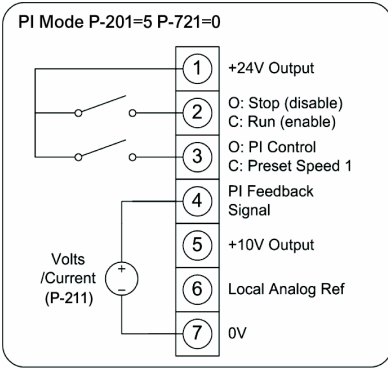 PI Mode P-201=5 P-721=0
1 +24V Output
2 O: Stop (disable)
C: Run (enable)
3 O: PI Control
C: Preset Speed 1
4 PI Feedback
Signal
5 +10V Output
6 Local Analog Ref
7 0V
Volts
/Current
(P-211)
+
−